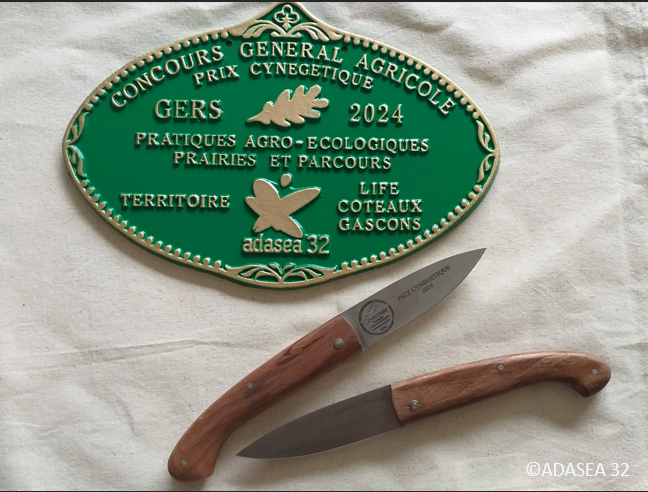 CONCOURS GENERAL AGRICOLE
PRIX CYNEGETIQUE
GERS 2024
PRATIQUES AGRO-ECOLOGIQUES
PRAIRIES ET PARCOURS
TERRITOIRE
LIFE
COTEAUX
GASCONS
adasea 32
PRIX CYNEGETIQUE
2024
©ADASEA 32